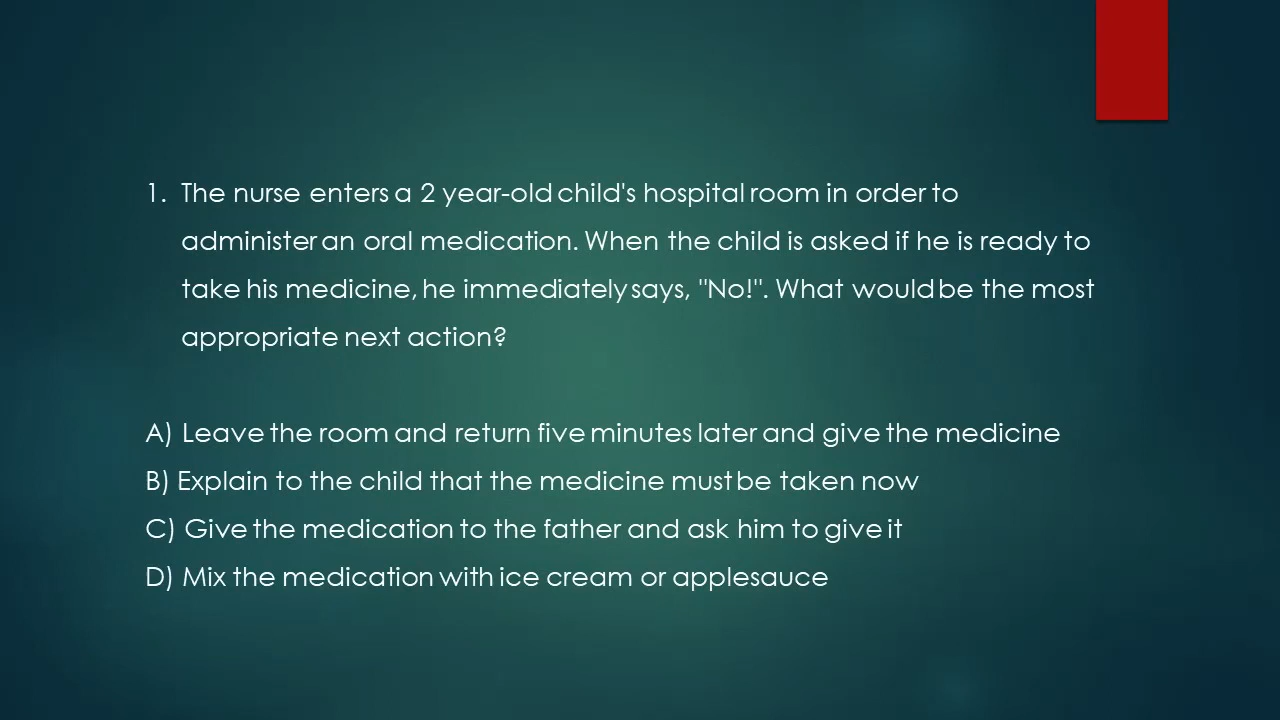 1. The nurse enters a 2 year-old child's hospital room in order to
administer an oral medication. When the child is asked if he is ready to
take his medicine, he immediately says, "No!". What would be the most
appropriate next action?
A) Leave the room and return five minutes later and give the medicine
B) Explain to the child that the medicine must be taken now
C) Give the medication to the father and ask him to give it
D) Mix the medication with ice cream or applesauce